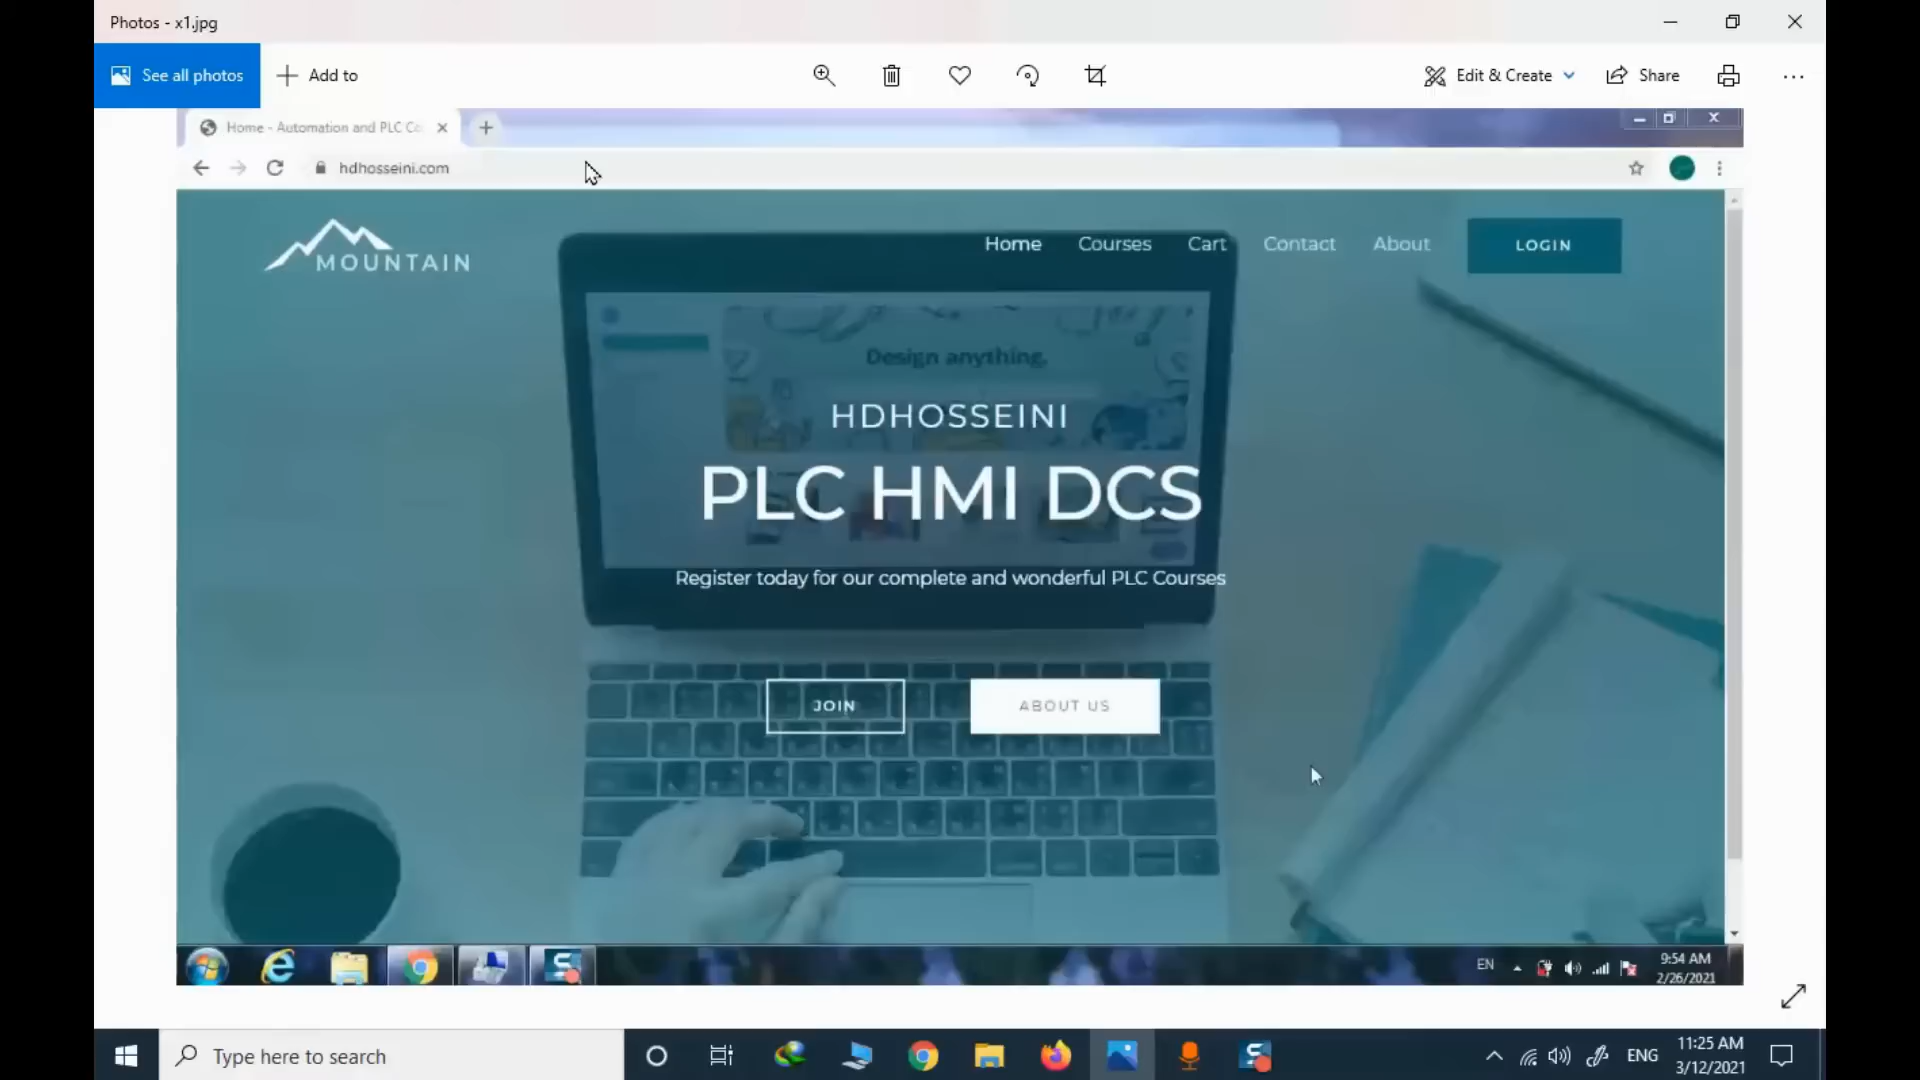 Photos - x1.jpg
See all photos
Add to
Edit & Create
Share
Home - Automation and PLC Co
hdhosseini.com
MOUNTAIN
Home
Courses
Cart
Contact
About
LOGIN
Design anything.
HDHOSSEINI
PLC HMI DCS
Register today for our complete and wonderful PLC Courses
JOIN
ABOUT US
EN
9:54 AM
2/26/2021
Type here to search
ENG
11:25 AM
3/12/2021